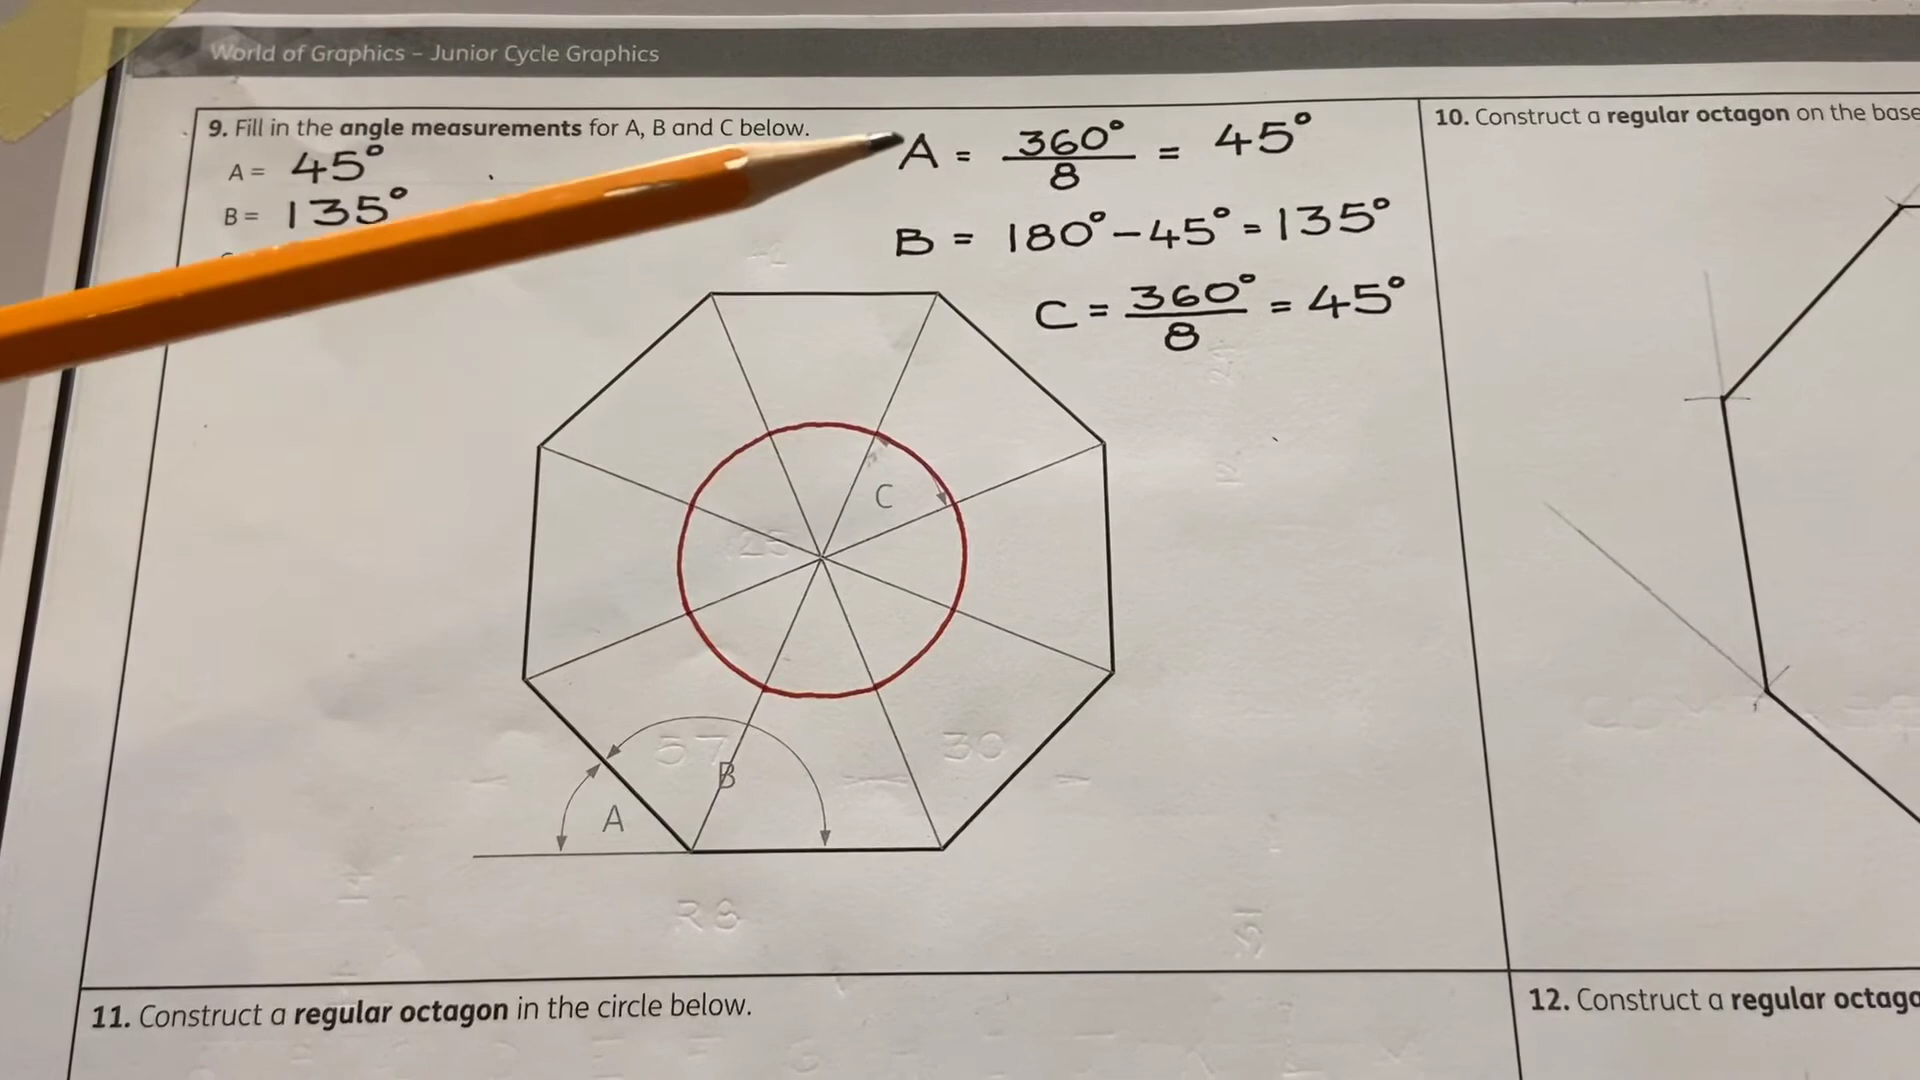 World of Graphics – Junior Cycle Graphics
9. Fill in the angle measurements for A, B and C below.
A = 45°
B = 135°
A = 360° / 8 = 45°
B = 180° - 45° = 135°
C = 360° / 8 = 45°
C
B
A
10. Construct a regular octagon on the base
11. Construct a regular octagon in the circle below.
12. Construct a regular octago